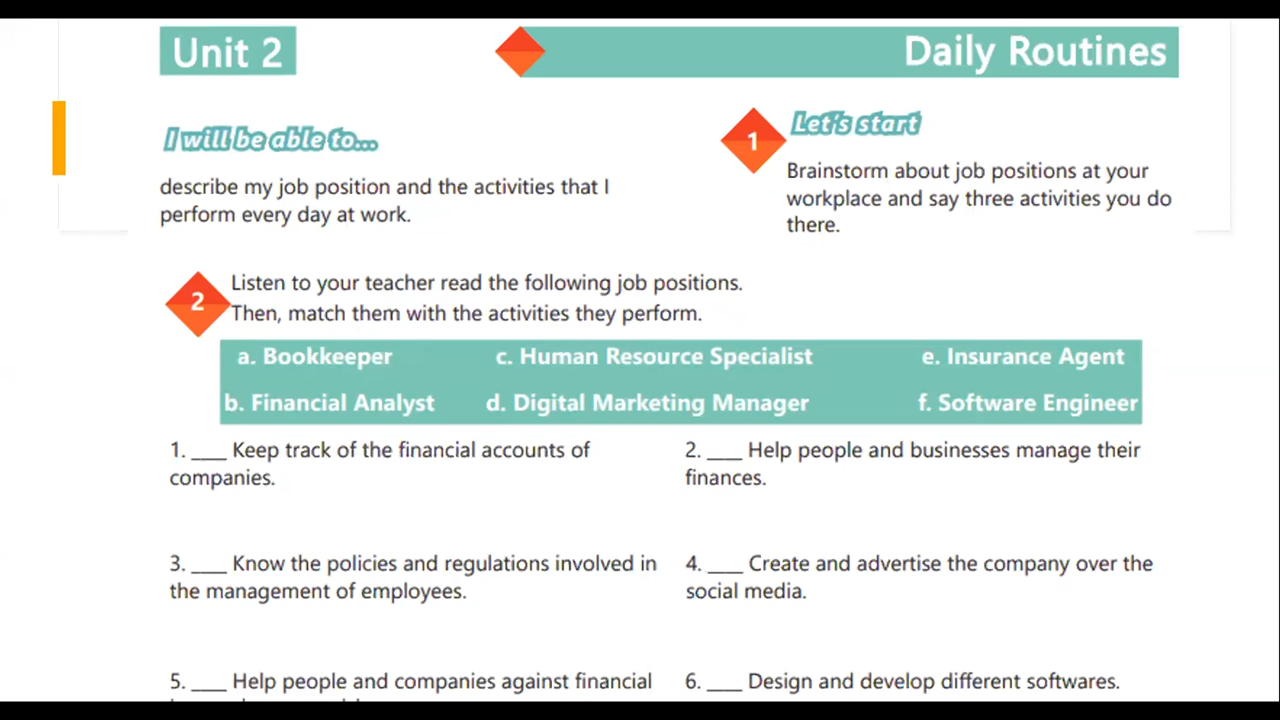 Unit 2
Daily Routines
I will be able to...
describe my job position and the activities that I
perform every day at work.
1
Let's start
Brainstorm about job positions at your
workplace and say three activities you do
there.
2
Listen to your teacher read the following job positions.
Then, match them with the activities they perform.
a. Bookkeeper
c. Human Resource Specialist
e. Insurance Agent
b. Financial Analyst
d. Digital Marketing Manager
f. Software Engineer
1. ___ Keep track of the financial accounts of
companies.
2. ___ Help people and businesses manage their
finances.
3. ___ Know the policies and regulations involved in
the management of employees.
4. ___ Create and advertise the company over the
social media.
5. ___ Help people and companies against financial
6. ___ Design and develop different softwares.